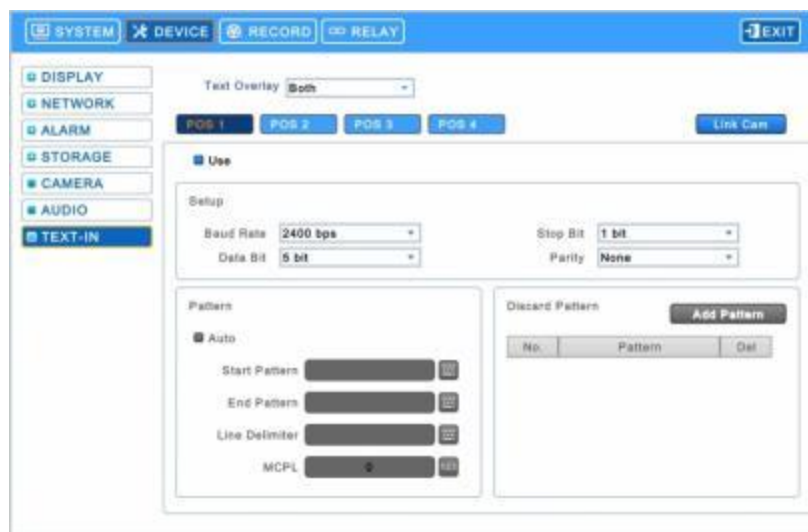 SYSTEM DEVICE RECORD RELAY EXIT
DISPLAY
NETWORK
ALARM
STORAGE
CAMERA
AUDIO
TEXT-IN
Text Overlay Both
POS 1 POS 2 POS 3 POS 4 Link Cam
Use
Setup
Baud Rate 2400 bps Stop Bit 1 bit
Data Bit 5 bit Parity None
Pattern
Auto
Start Pattern
End Pattern
Line Delimiter
MCPL 0
Discard Pattern Add Pattern
No. Pattern Del